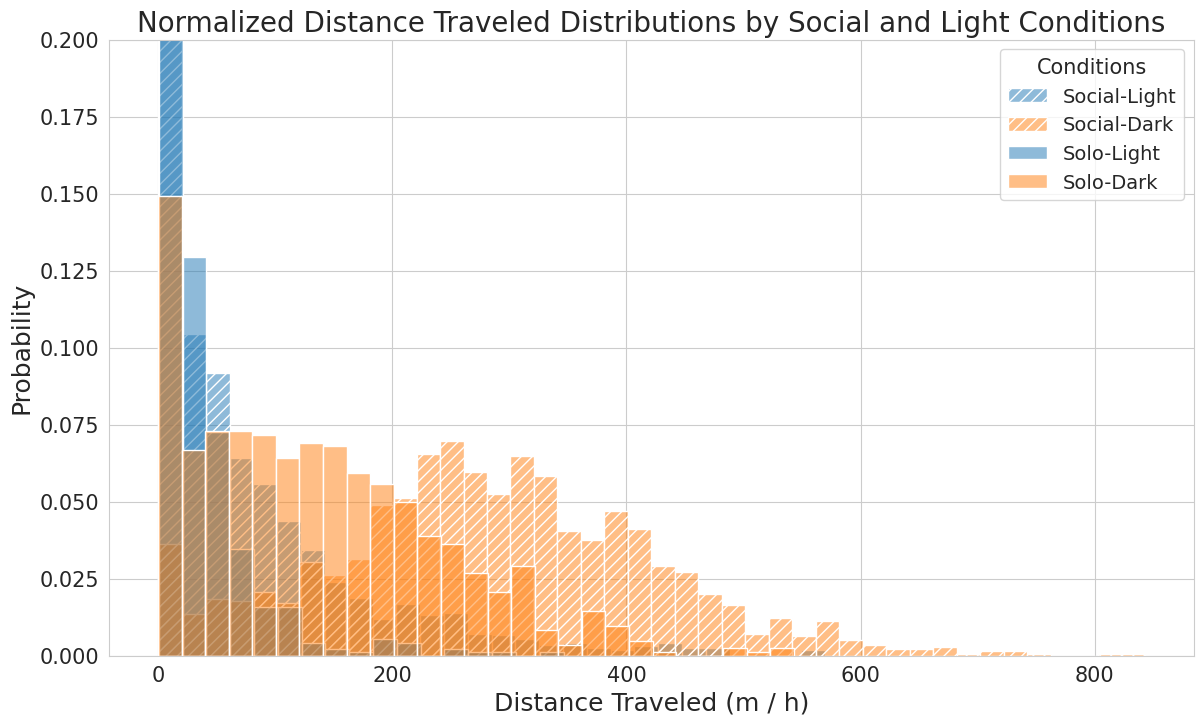 Normalized Distance Traveled Distributions by Social and Light Conditions
0.200
0.175
0.150
0.125
0.100
0.075
0.050
0.025
0.000
Probability
Conditions
Social-Light
Social-Dark
Solo-Light
Solo-Dark
0 200 400 600 800
Distance Traveled (m / h)